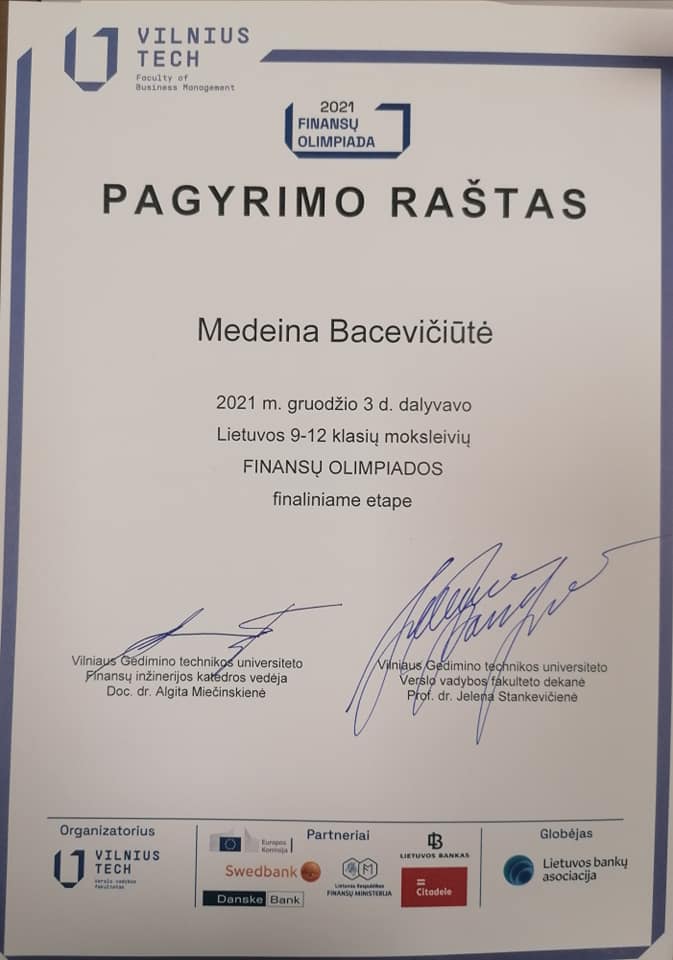 VILNIUS
TECH
Faculty of
Business Management
2021
FINANSŲ
OLIMPIADA
PAGYRIMO RAŠTAS
Medeina Bacevičiūtė
2021 m. gruodžio 3 d. dalyvavo
Lietuvos 9-12 klasių moksleivių
FINANSŲ OLIMPIADOS
finaliniame etape
Vilniaus Gedimino technikos universiteto
Finansų inžinerijos katedros vedėja
Doc. dr. Algita Miečinskienė
Vilniaus Gedimino technikos universiteto
Verslo vadybos fakulteto dekanė
Prof. dr. Jelena Stankevičienė
Organizatorius
VILNIUS
TECH
Verslo vadybos
fakultetas
Partneriai
Europos
Komisija
Swedbank
Danske Bank
Lietuvos Respublikos
FINANSŲ MINISTERIJA
LIETUVOS BANKAS
Citadele
Globėjas
Lietuvos bankų
asociacija